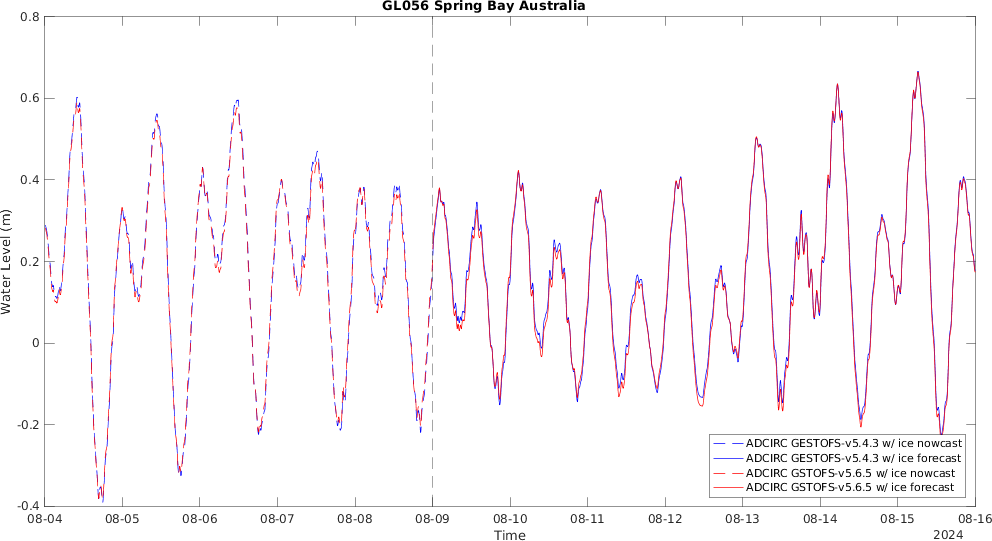 GL056 Spring Bay Australia
0.8
0.6
0.4
0.2
0
-0.2
-0.4
Water Level (m)
ADCIRC GESTOFS-v5.4.3 w/ ice nowcast
ADCIRC GESTOFS-v5.4.3 w/ ice forecast
ADCIRC GSTOFS-v5.6.5 w/ ice nowcast
ADCIRC GSTOFS-v5.6.5 w/ ice forecast
08-04 08-05 08-06 08-07 08-08 08-09 08-10 08-11 08-12 08-13 08-14 08-15 08-16
Time
2024